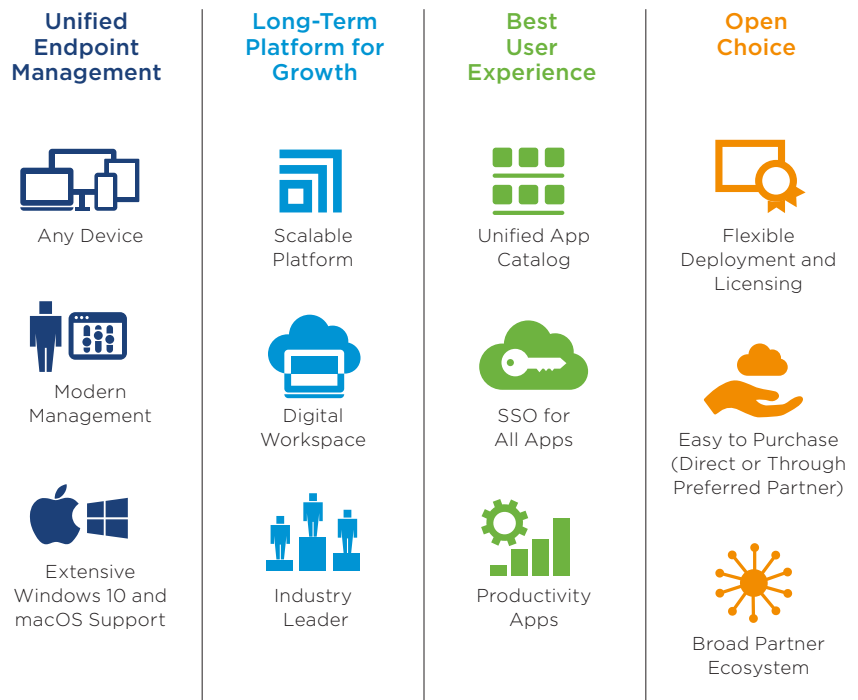 Unified
Endpoint
Management
Any Device
Modern
Management
Extensive
Windows 10 and
macOS Support
Long-Term
Platform for
Growth
Scalable
Platform
Digital
Workspace
Industry
Leader
Best
User
Experience
Unified App
Catalog
SSO for
All Apps
Productivity
Apps
Open
Choice
Flexible
Deployment and
Licensing
Easy to Purchase
(Direct or Through
Preferred Partner)
Broad Partner
Ecosystem